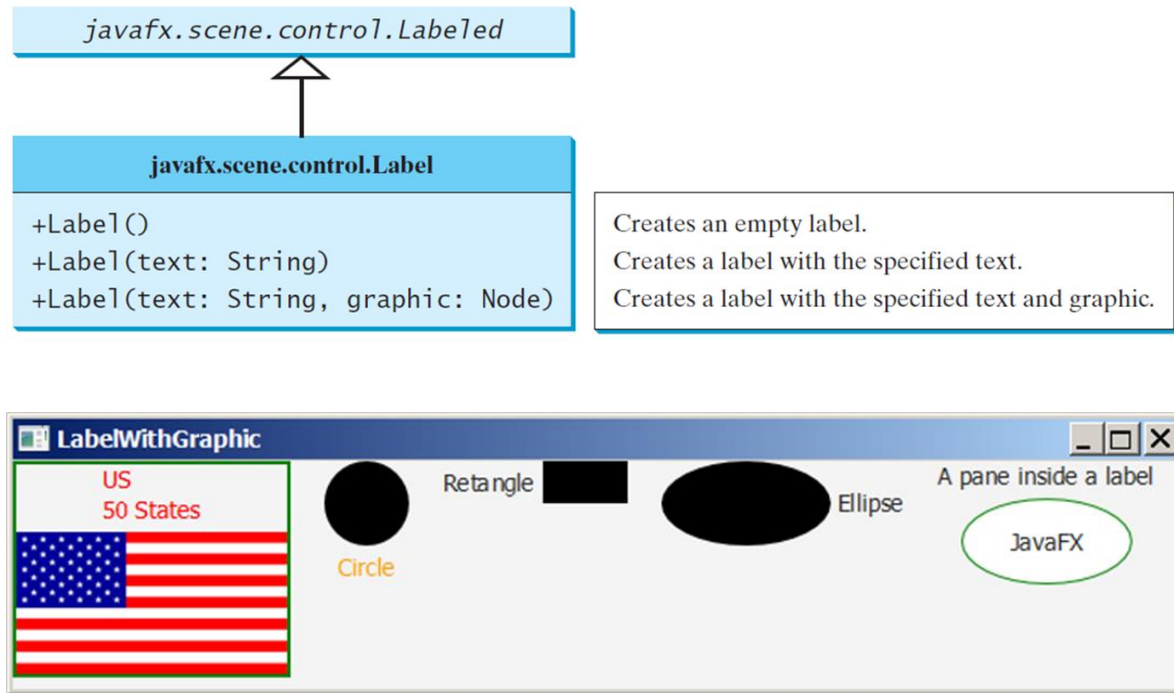 javafx.scene.control.Labeled
javafx.scene.control.Label
+Label()
+Label(text: String)
+Label(text: String, graphic: Node)
Creates an empty label.
Creates a label with the specified text.
Creates a label with the specified text and graphic.
LabelWithGraphic
US
50 States
Circle
Retangle
Ellipse
A pane inside a label
JavaFX